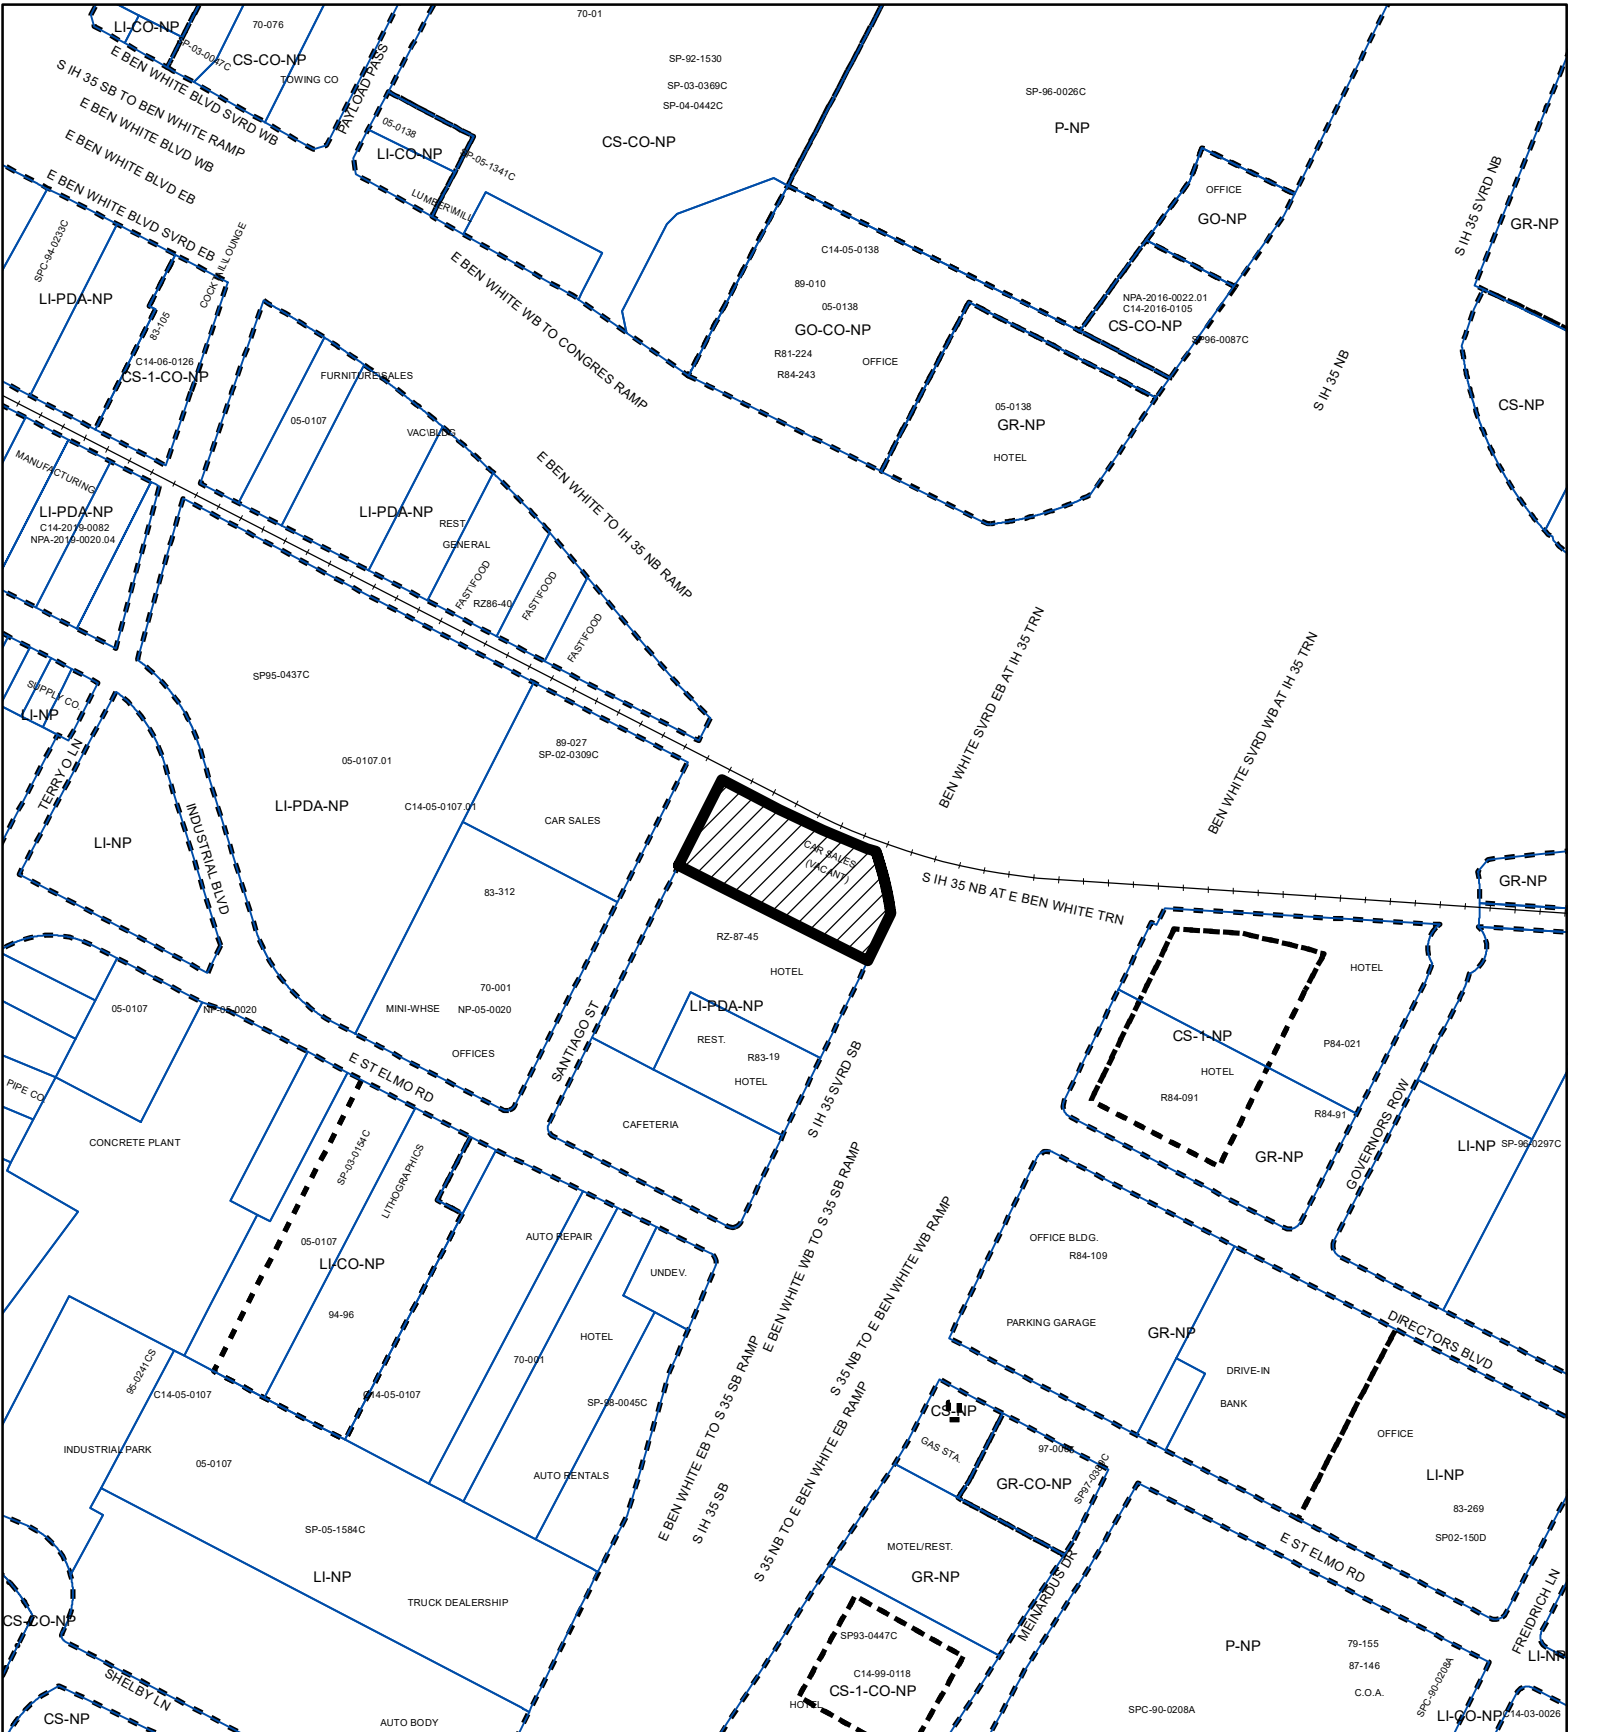 LI-CO-NP
SP-03-0047C
70-076
CS-CO-NP
TOWING CO
PAYLOAD PASS
70-01
SP-92-1530
SP-03-0369C
SP-04-0442C
CS-CO-NP
SP-96-0026C
P-NP
E BEN WHITE BLVD SVRD WB
S IH 35 SB TO BEN WHITE RAMP
E BEN WHITE BLVD WB
E BEN WHITE BLVD EB
E BEN WHITE BLVD SVRD EB
05-0138
LI-CO-NP
SP-05-1341C
LUMBER\MILL
OFFICE
GO-NP
S IH 35 SVRD NB
GR-NP
SPC-94-0233C
LI-PDA-NP
COCKTAIL\LOUNGE
83-105
C14-06-0126
CS-1-CO-NP
E BEN WHITE WB TO CONGRES RAMP
C14-05-0138
89-010
05-0138
GO-CO-NP
R81-224
OFFICE
R84-243
NPA-2016-0022.01
C14-2016-0105
CS-CO-NP
SP96-0087C
S IH 35 NB
CS-NP
05-0138
GR-NP
HOTEL
FURNITURE\SALES
05-0107
VAC\BLDG
LI-PDA-NP
REST
GENERAL
FAST\FOOD
RZ86-40
FAST\FOOD
FAST\FOOD
E BEN WHITE TO IH 35 NB RAMP
MANUFACTURING
LI-PDA-NP
C14-2019-0082
NPA-2019-0020.04
SUPPLY CO.
LI-NP
TERRY O LN
LI-NP
INDUSTRIAL BLVD
SP95-0437C
05-0107.01
LI-PDA-NP
C14-05-0107.01
89-027
SP-02-0309C
CAR SALES
83-312
BEN WHITE SVRD EB AT IH 35 TRN
BEN WHITE SVRD WB AT IH 35 TRN
CAR SALES
(VACANT)
S IH 35 NB AT E BEN WHITE TRN
GR-NP
RZ-87-45
HOTEL
LI-PDA-NP
REST.
R83-19
HOTEL
CAFETERIA
SANTIAGO ST
S IH 35 SVRD SB
70-001
MINI-WHSE
NP-05-0020
OFFICES
05-0107
NP-05-0020
E ST ELMO RD
PIPE CO
CONCRETE PLANT
HOTEL
CS-1-NP
P84-021
HOTEL
R84-091
R84-91
GR-NP
GOVERNORS ROW
LI-NP
SP-96-0297C
SP-03-0154C
LITHOGRAPHICS
05-0107
LI-CO-NP
94-96
AUTO REPAIR
UNDEV.
HOTEL
70-001
SP-98-0045C
AUTO RENTALS
E BEN WHITE WB TO S 35 SB RAMP
S 35 NB TO E BEN WHITE WB RAMP
E BEN WHITE EB TO S 35 SB RAMP
S IH 35 SB
S 35 NB TO E BEN WHITE EB RAMP
OFFICE BLDG.
R84-109
PARKING GARAGE
GR-NP
DRIVE-IN
BANK
DIRECTORS BLVD
OFFICE
LI-NP
83-269
SP02-150D
95-0241CS
C14-05-0107
C14-05-0107
INDUSTRIAL PARK
05-0107
SP-05-1584C
LI-NP
TRUCK DEALERSHIP
CS-NP
GAS STA.
GR-CO-NP
MOTEL/REST.
GR-NP
MEINARDUS DR
E ST ELMO RD
FREIDRICH LN
CS-CO-NP
SHELBY LN
CS-NP
AUTO BODY
SP93-0447C
C14-99-0118
CS-1-CO-NP
HOTEL
P-NP
79-155
87-146
C.O.A.
SPC-90-0208A
SPC-90-0208A
LI-NP
LI-CO-NP
C14-03-0026